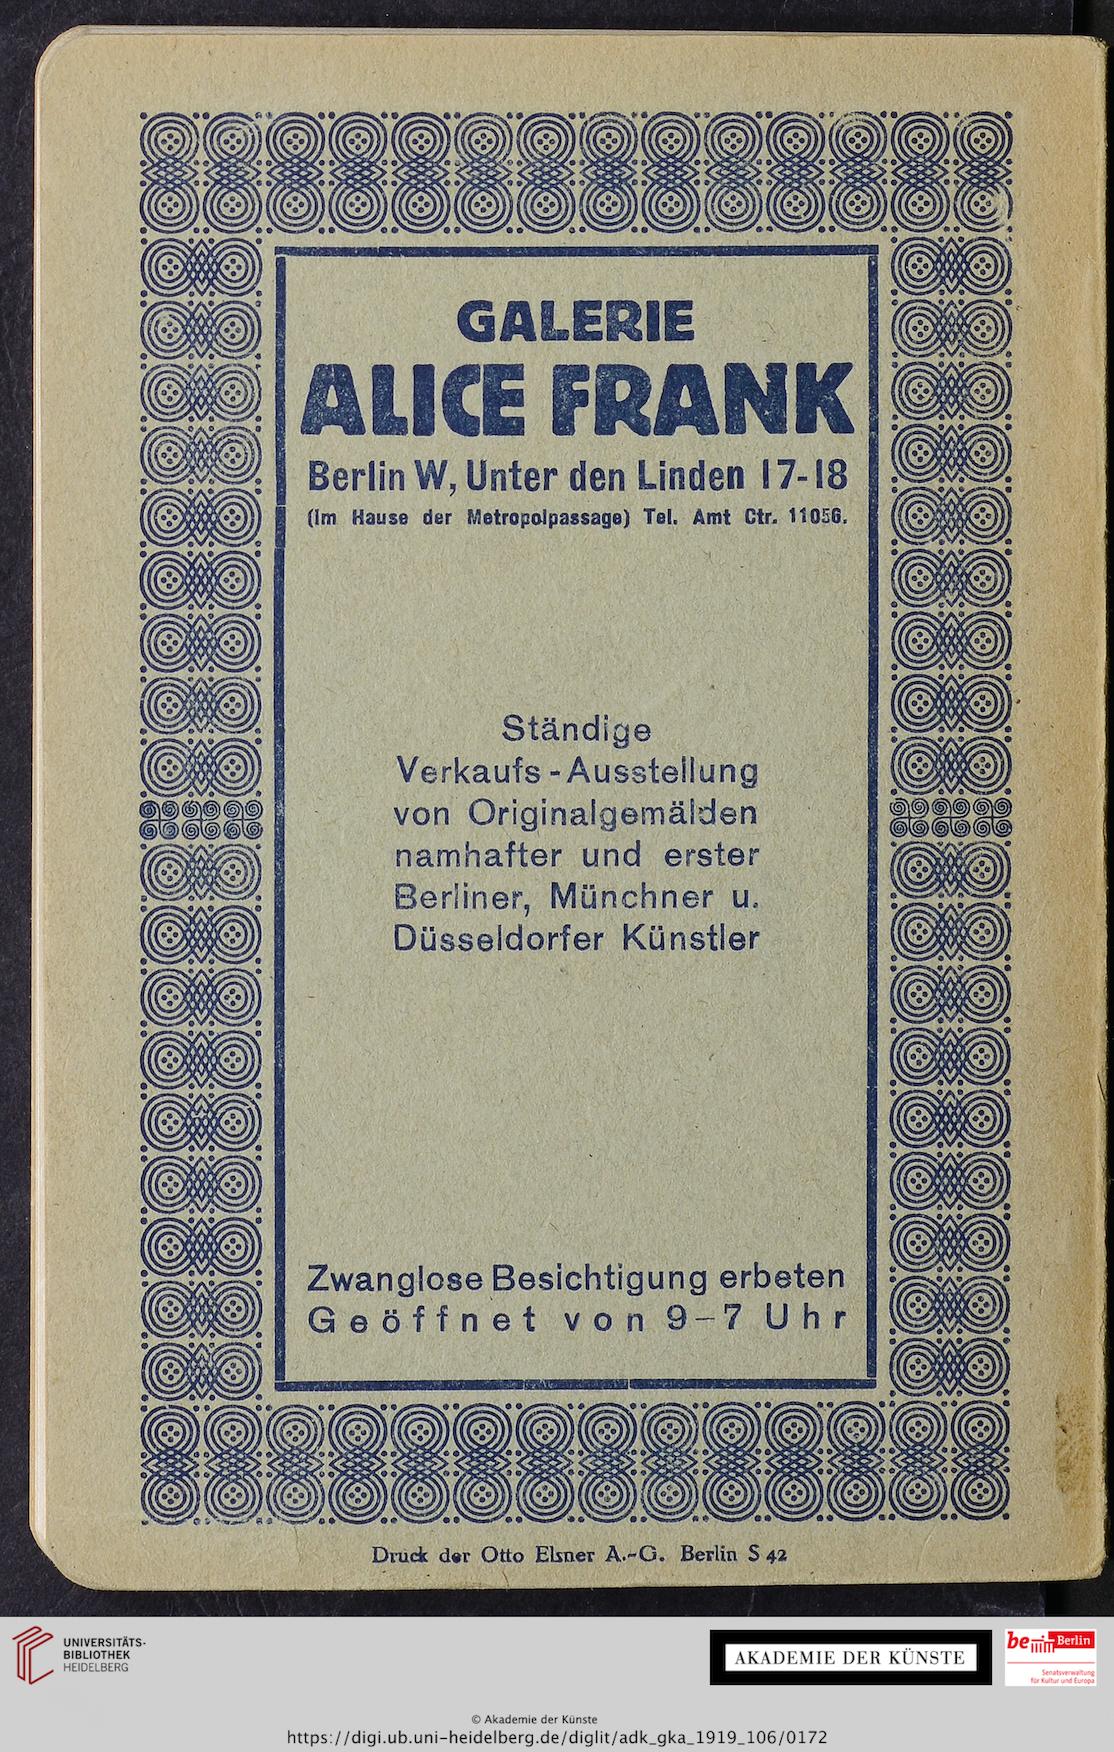 GALERIE
ALICE FRANK
Berlin W, Unter den Linden 17-18
(Im Hause der Metropolpassage) Tel. Amt Ctr. 11056.
Ständige
Verkaufs-Ausstellung
von Originalgemälden
namhafter und erster
Berliner, Münchner u.
Düsseldorfer Künstler
Zwanglose Besichtigung erbeten
Geöffnet von 9–7 Uhr
Druck der Otto Elsner A.-G. Berlin S 42
UNIVERSITÄTS-
BIBLIOTHEK
HEIDELBERG
AKADEMIE DER KÜNSTE
be Berlin
Senatsverwaltung
für Kultur und Europa
© Akademie der Künste
https://digi.ub.uni-heidelberg.de/diglit/adk_gka_1919_106/0172